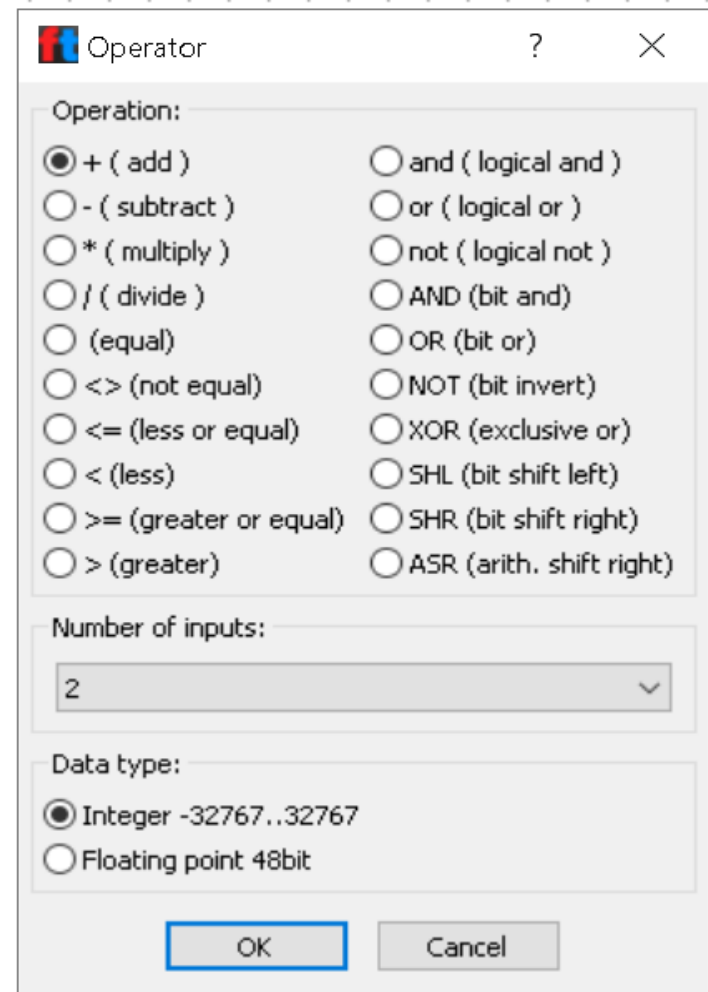 ft Operator ?
Operation:
+ ( add )
- ( subtract )
* ( multiply )
/ ( divide )
(equal)
<> (not equal)
<= (less or equal)
< (less)
>= (greater or equal)
> (greater)
and ( logical and )
or ( logical or )
not ( logical not )
AND (bit and)
OR (bit or)
NOT (bit invert)
XOR (exclusive or)
SHL (bit shift left)
SHR (bit shift right)
ASR (arith. shift right)
Number of inputs:
2
Data type:
Integer -32767..32767
Floating point 48bit
OK
Cancel